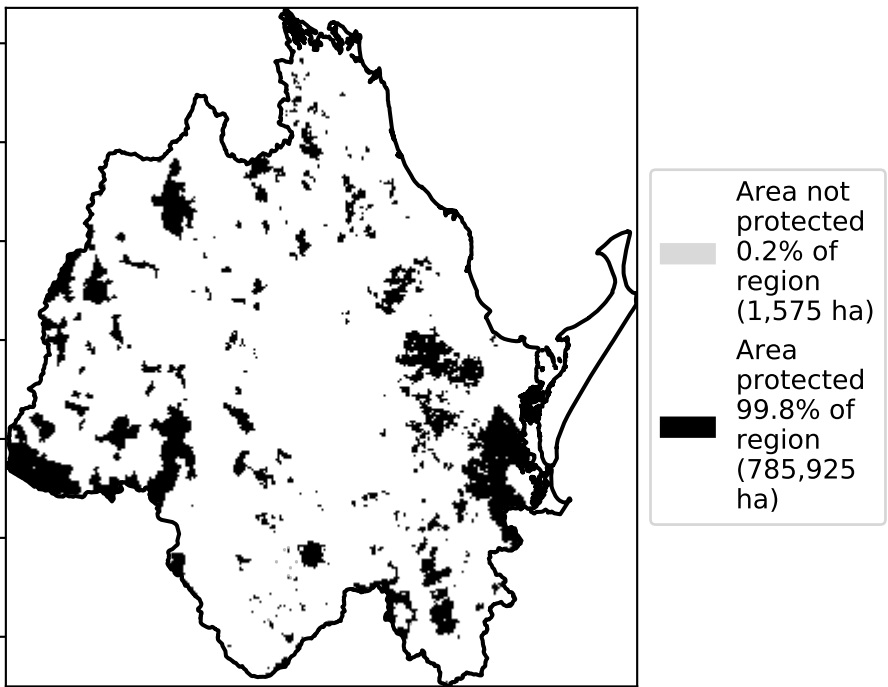 Area not
protected
0.2% of
region
(1,575 ha)
Area
protected
99.8% of
region
(785,925
ha)